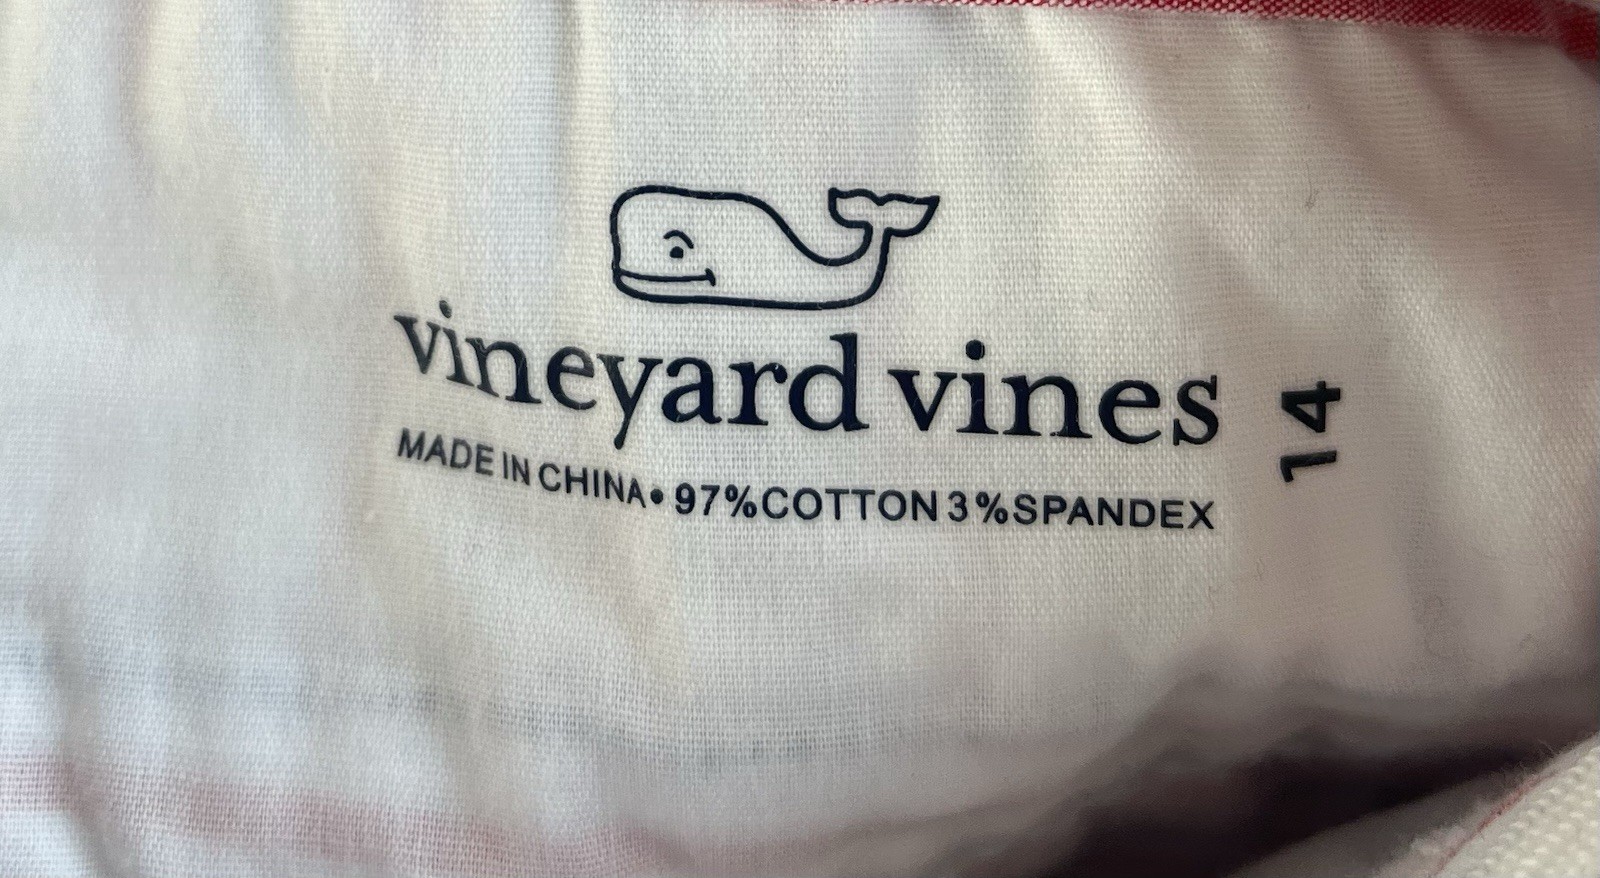 vineyard vines
MADE IN CHINA • 97%COTTON 3%SPANDEX
14